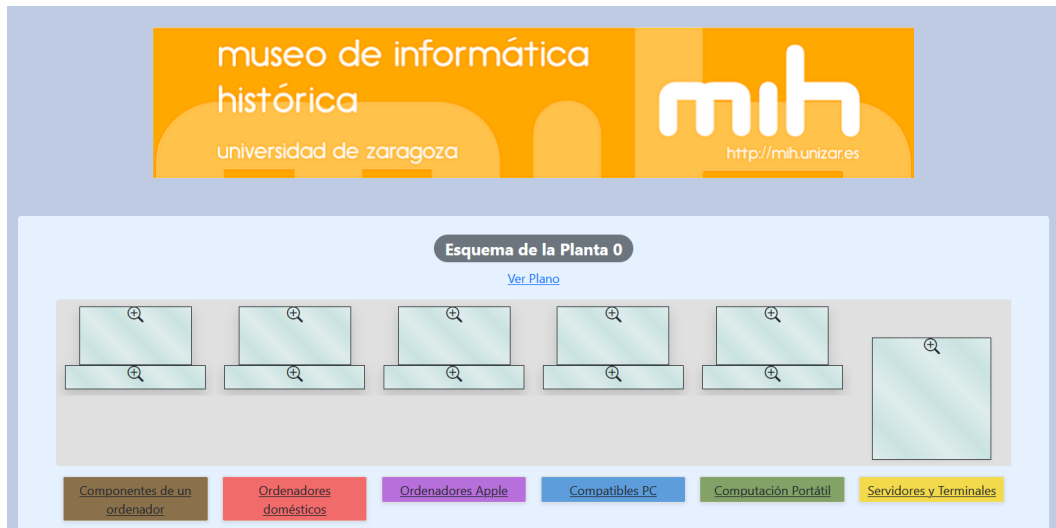 museo de informática
histórica
universidad de zaragoza
mih
http://mih.unizar.es
Esquema de la Planta 0
Ver Plano
Componentes de un
ordenador
Ordenadores
domésticos
Ordenadores Apple
Compatibles PC
Computación Portátil
Servidores y Terminales